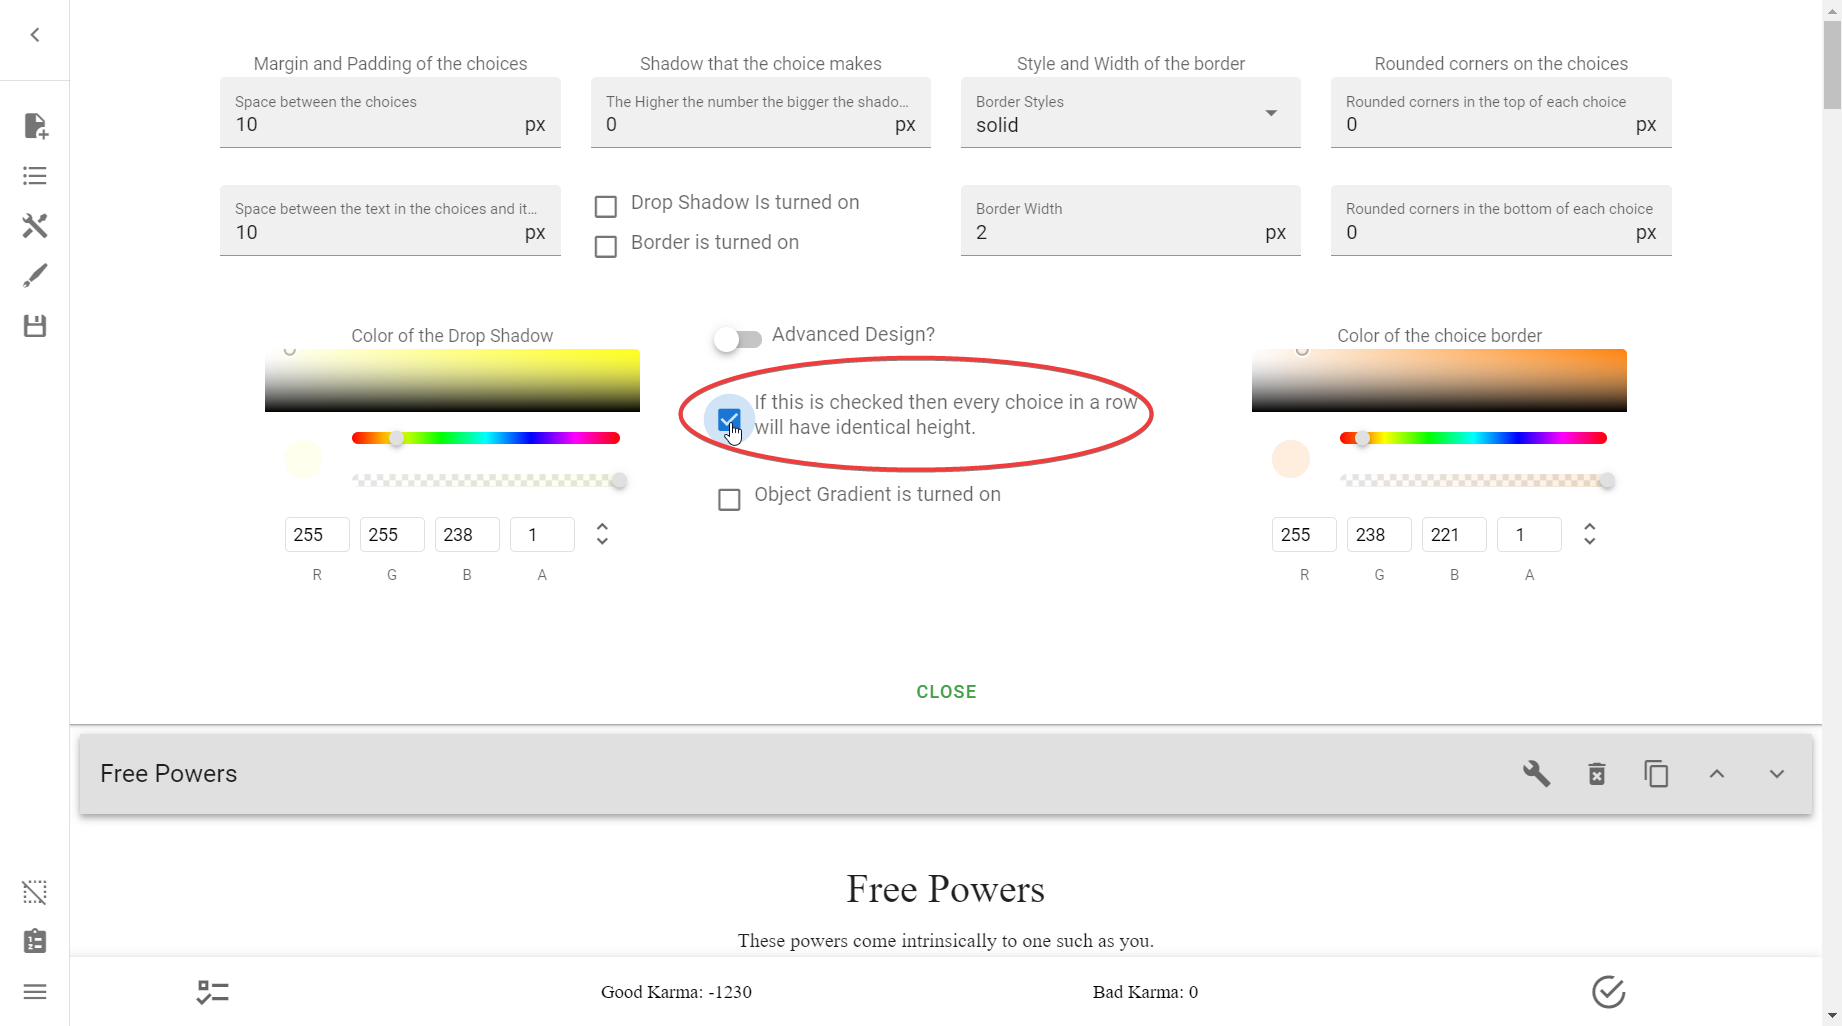 Margin and Padding of the choices
Shadow that the choice makes
Style and Width of the border
Rounded corners on the choices
Space between the choices
10 px
The Higher the number the bigger the shado...
0 px
Border Styles
solid
Rounded corners in the top of each choice
0 px
Space between the text in the choices and it...
10 px
Drop Shadow Is turned on
Border is turned on
Border Width
2 px
Rounded corners in the bottom of each choice
0 px
Color of the Drop Shadow
Advanced Design?
Color of the choice border
If this is checked then every choice in a row
will have identical height.
Object Gradient is turned on
255 255 238 1
R G B A
255 238 221 1
R G B A
CLOSE
Free Powers
Free Powers
These powers come intrinsically to one such as you.
Good Karma: -1230
Bad Karma: 0